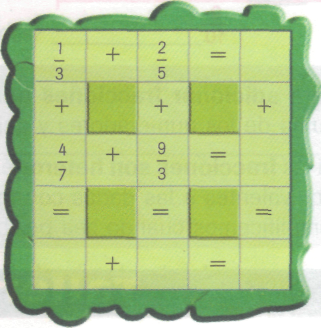 1/3 + 2/5 =
+ + +
4/7 + 9/3 =
= = =
+ =